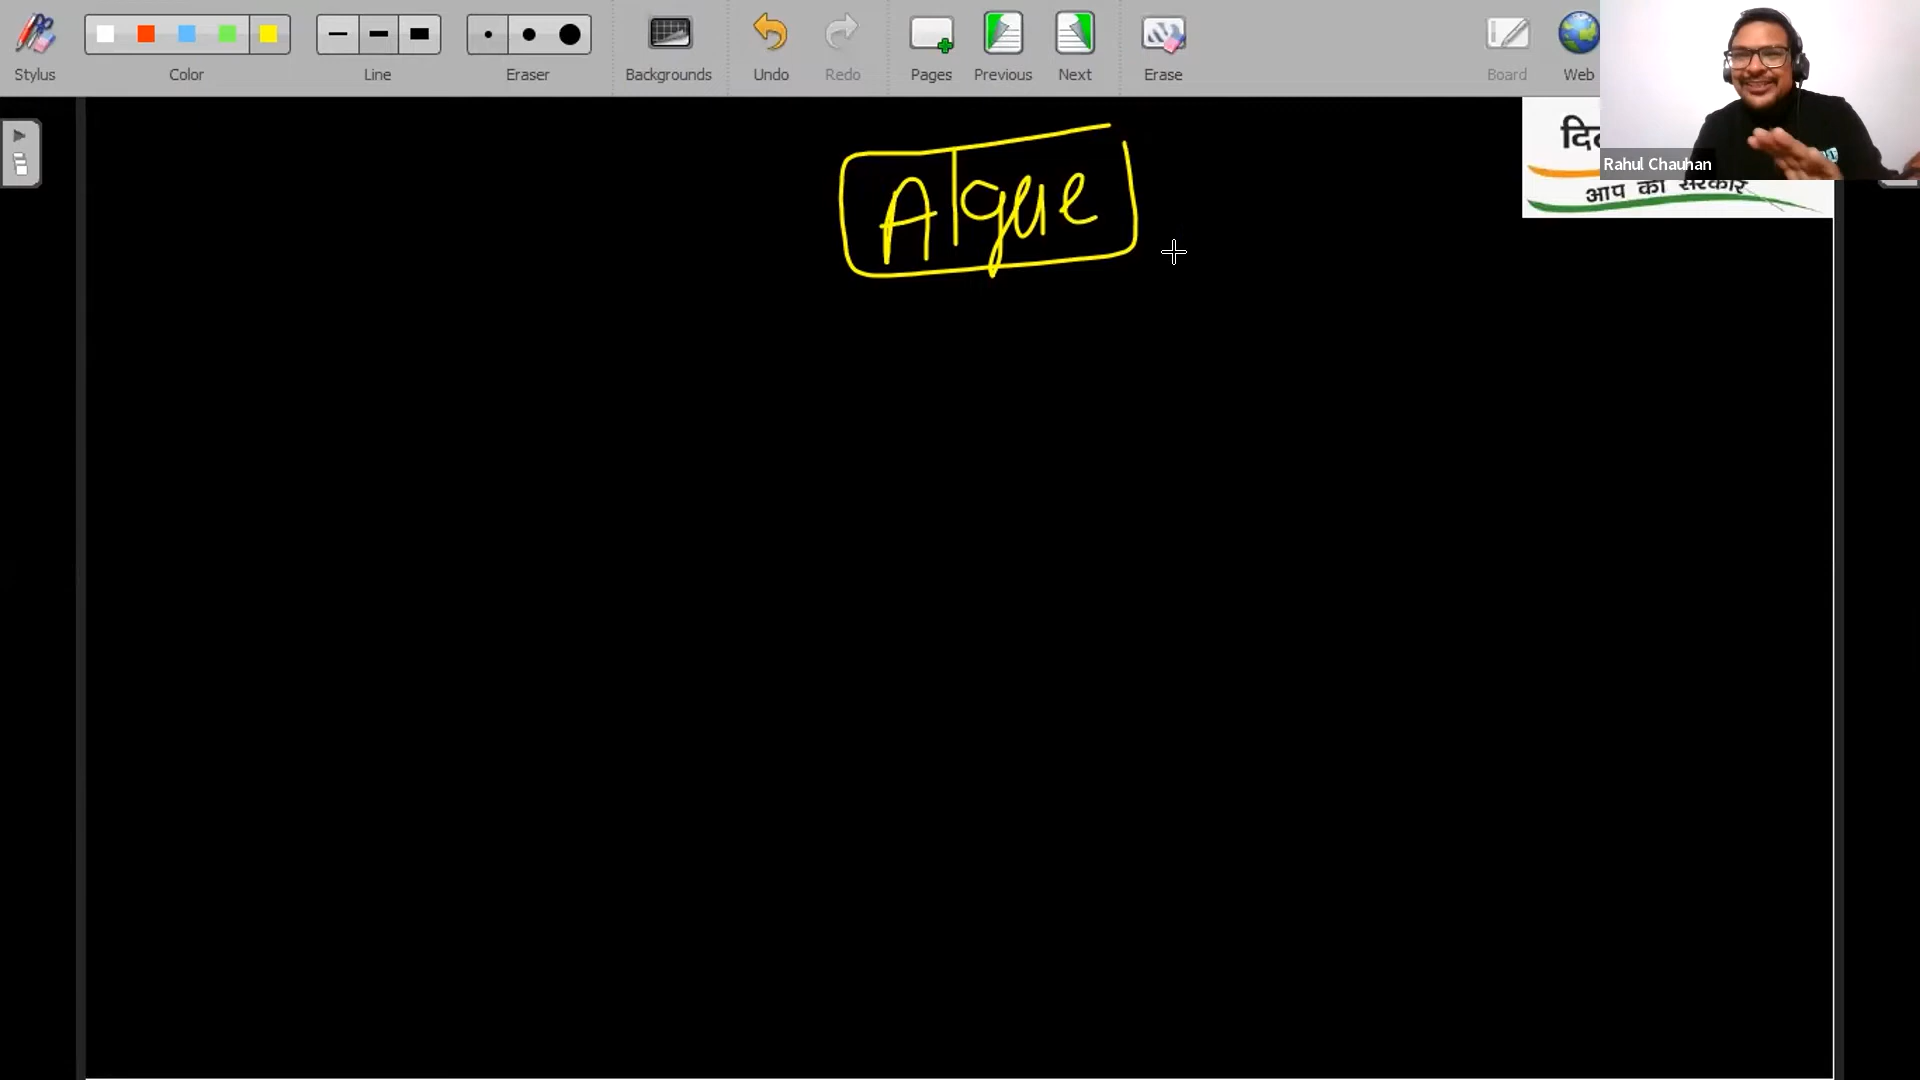 Stylus Color Line Eraser Backgrounds Undo Redo Pages Previous Next Erase Board Web
Rahul Chauhan
आप की सरकार
Algae